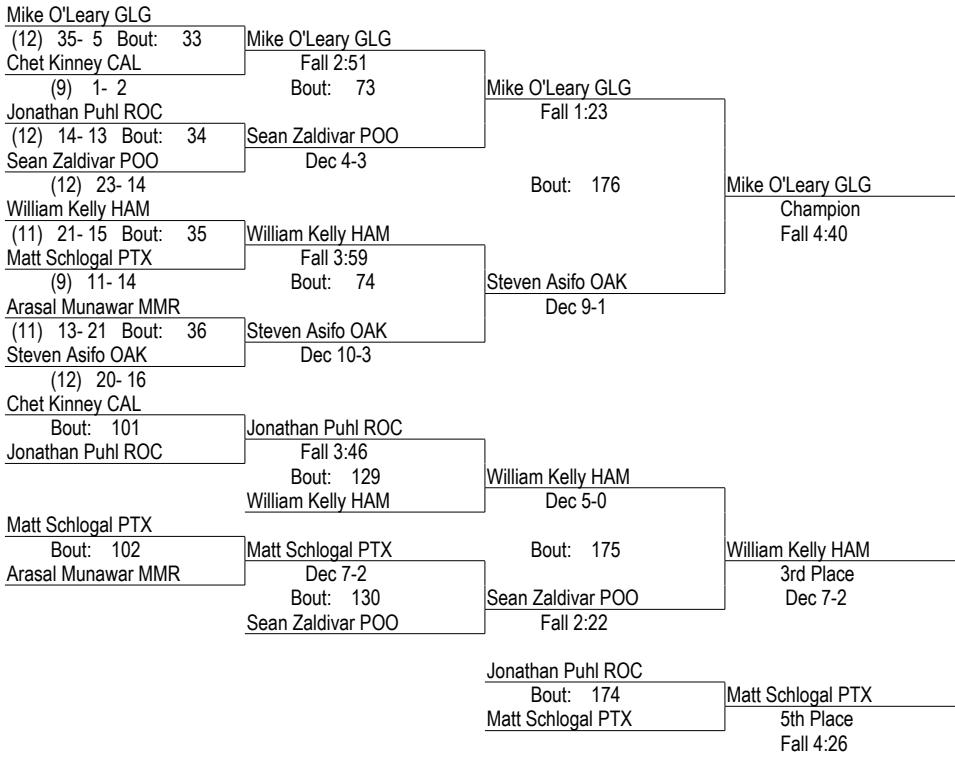 Mike O'Leary GLG
(12) 35- 5 Bout: 33 Mike O'Leary GLG
Chet Kinney CAL Fall 2:51
(9) 1- 2 Bout: 73 Mike O'Leary GLG
Jonathan Puhl ROC Fall 1:23
(12) 14- 13 Bout: 34 Sean Zaldivar POO
Sean Zaldivar POO Dec 4-3
(12) 23- 14 Bout: 176 Mike O'Leary GLG
William Kelly HAM Champion
(11) 21- 15 Bout: 35 William Kelly HAM Fall 4:40
Matt Schlogal PTX Fall 3:59
(9) 11- 14 Bout: 74 Steven Asifo OAK
Arasal Munawar MMR Dec 9-1
(11) 13- 21 Bout: 36 Steven Asifo OAK
Steven Asifo OAK Dec 10-3
(12) 20- 16
Chet Kinney CAL
Bout: 101 Jonathan Puhl ROC
Jonathan Puhl ROC Fall 3:46
Bout: 129 William Kelly HAM
William Kelly HAM Dec 5-0
Matt Schlogal PTX
Bout: 102 Matt Schlogal PTX Bout: 175 William Kelly HAM
Arasal Munawar MMR Dec 7-2 3rd Place
Bout: 130 Sean Zaldivar POO Dec 7-2
Sean Zaldivar POO Fall 2:22
Jonathan Puhl ROC
Bout: 174 Matt Schlogal PTX
Matt Schlogal PTX 5th Place
Fall 4:26